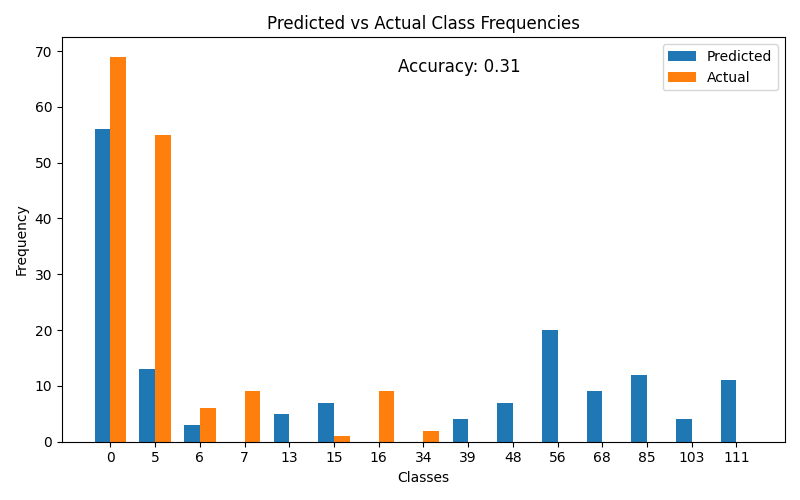 Predicted vs Actual Class Frequencies
Accuracy: 0.31
Predicted
Actual
Frequency
70
60
50
40
30
20
10
0
0 5 6 7 13 15 16 34 39 48 56 68 85 103 111
Classes